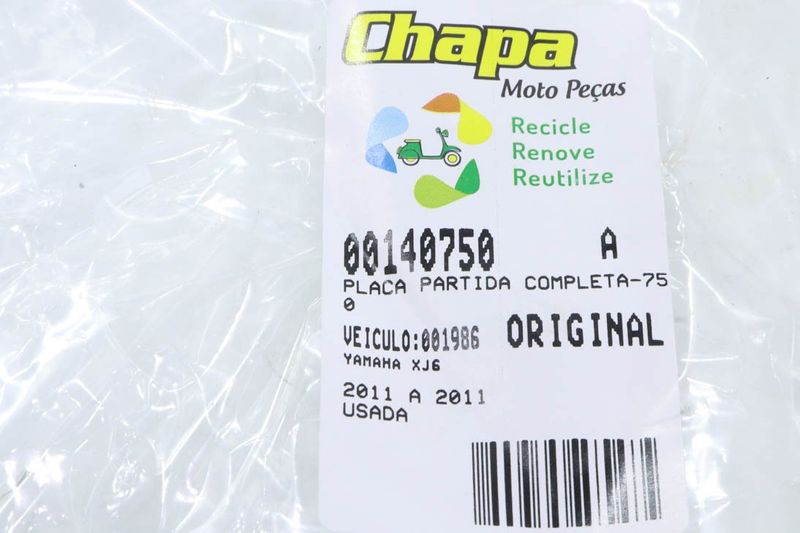 Chapa
Moto Peças
Recicle
Renove
Reutilize
00140750 A
PLACA PARTIDA COMPLETA-75
0
VEICULO:001986 ORIGINAL
YAMAHA XJ6
2011 A 2011
USADA